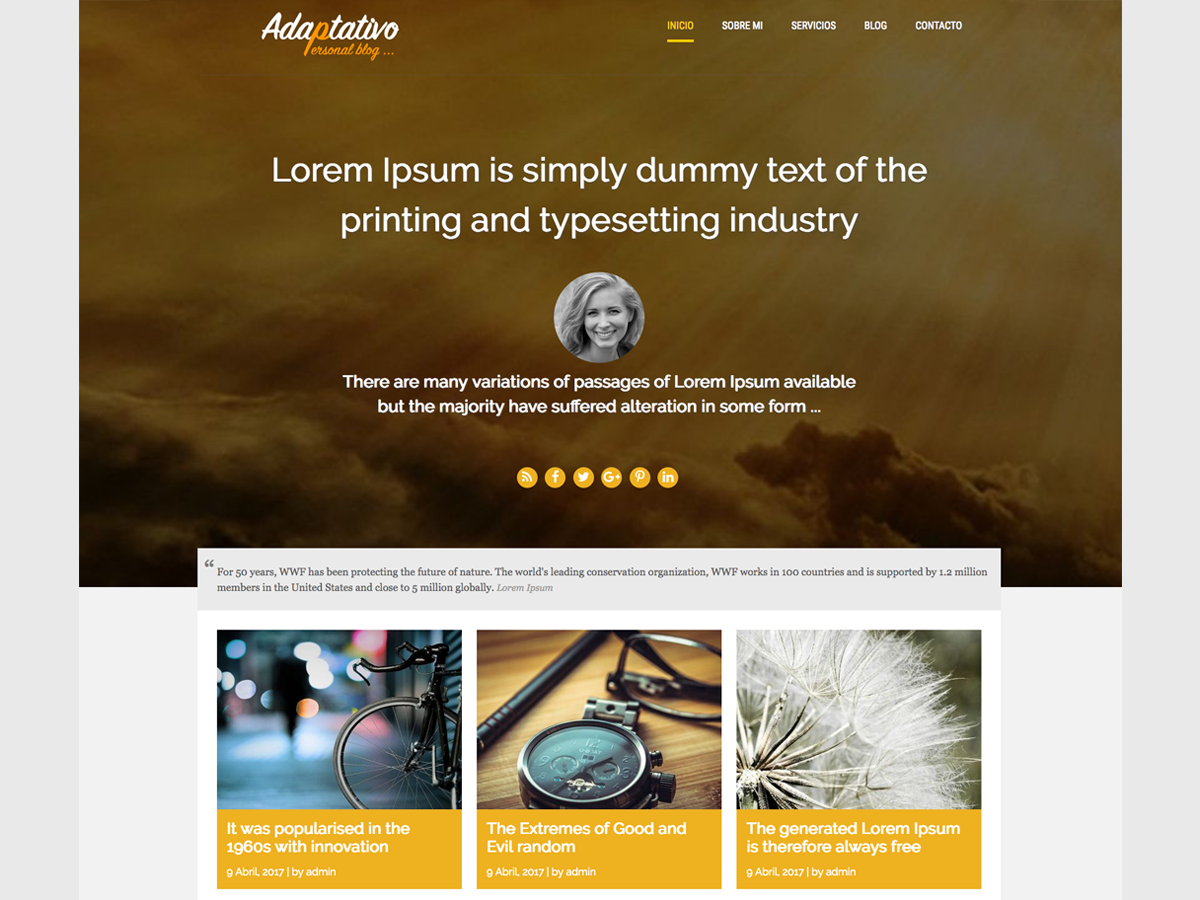 Adaptativo
Personal blog ...
INICIO SOBRE MI SERVICIOS BLOG CONTACTO
Lorem Ipsum is simply dummy text of the
printing and typesetting industry
There are many variations of passages of Lorem Ipsum available
but the majority have suffered alteration in some form ...
“ For 50 years, WWF has been protecting the future of nature. The world's leading conservation organization, WWF works in 100 countries and is supported by 1.2 million
members in the United States and close to 5 million globally. Lorem Ipsum
It was popularised in the
1960s with innovation
9 Abril, 2017 | by admin
The Extremes of Good and
Evil random
9 Abril, 2017 | by admin
The generated Lorem Ipsum
is therefore always free
9 Abril, 2017 | by admin